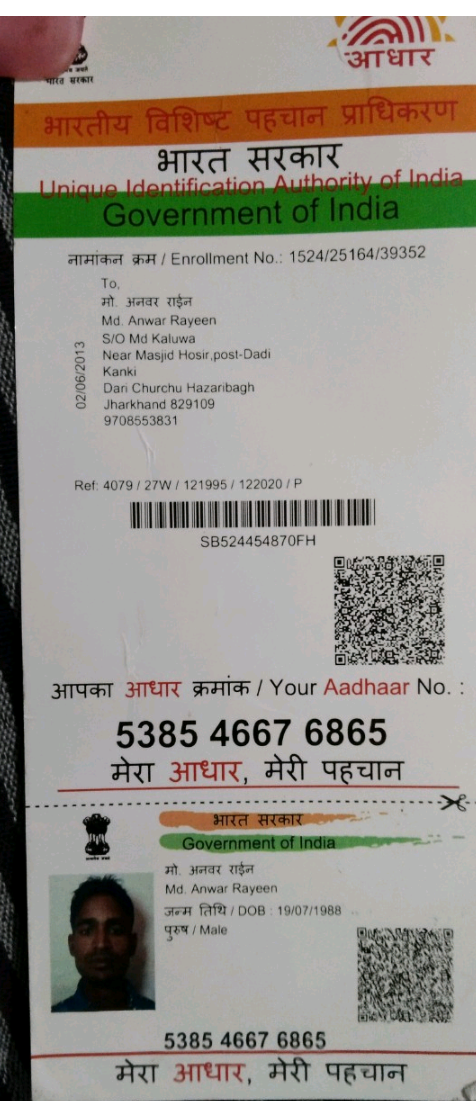 भारत सरकार
आधार
भारतीय विशिष्ट पहचान प्राधिकरण
भारत सरकार
Unique Identification Authority of India
Government of India
नामांकन क्रम / Enrollment No.: 1524/25164/39352
To,
मो. अनवर राईन
Md. Anwar Rayeen
S/O Md Kaluwa
Near Masjid Hosir,post-Dadi
Kanki
Dari Churchu Hazaribagh
Jharkhand 829109
9708553831
02/06/2013
Ref: 4079 / 27W / 121995 / 122020 / P
SB524454870FH
आपका आधार क्रमांक / Your Aadhaar No. :
5385 4667 6865
मेरा आधार, मेरी पहचान
भारत सरकार
Government of India
मो. अनवर राईन
Md. Anwar Rayeen
जन्म तिथि / DOB : 19/07/1988
पुरुष / Male
5385 4667 6865
मेरा आधार, मेरी पहचान